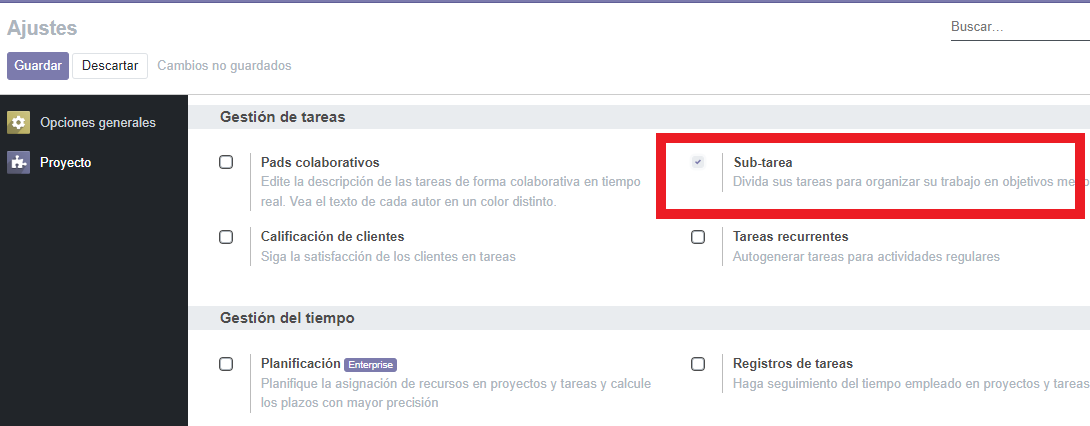 Ajustes
Buscar...
Guardar
Descartar
Cambios no guardados
Opciones generales
Proyecto
Gestión de tareas
Pads colaborativos
Edite la descripción de las tareas de forma colaborativa en tiempo
real. Vea el texto de cada autor en un color distinto.
Sub-tarea
Divida sus tareas para organizar su trabajo en objetivos
Calificación de clientes
Siga la satisfacción de los clientes en tareas
Tareas recurrentes
Autogenerar tareas para actividades regulares
Gestión del tiempo
Planificación Enterprise
Planifique la asignación de recursos en proyectos y tareas y calcule
los plazos con mayor precisión
Registros de tareas
Haga seguimiento del tiempo empleado en proyectos y tareas